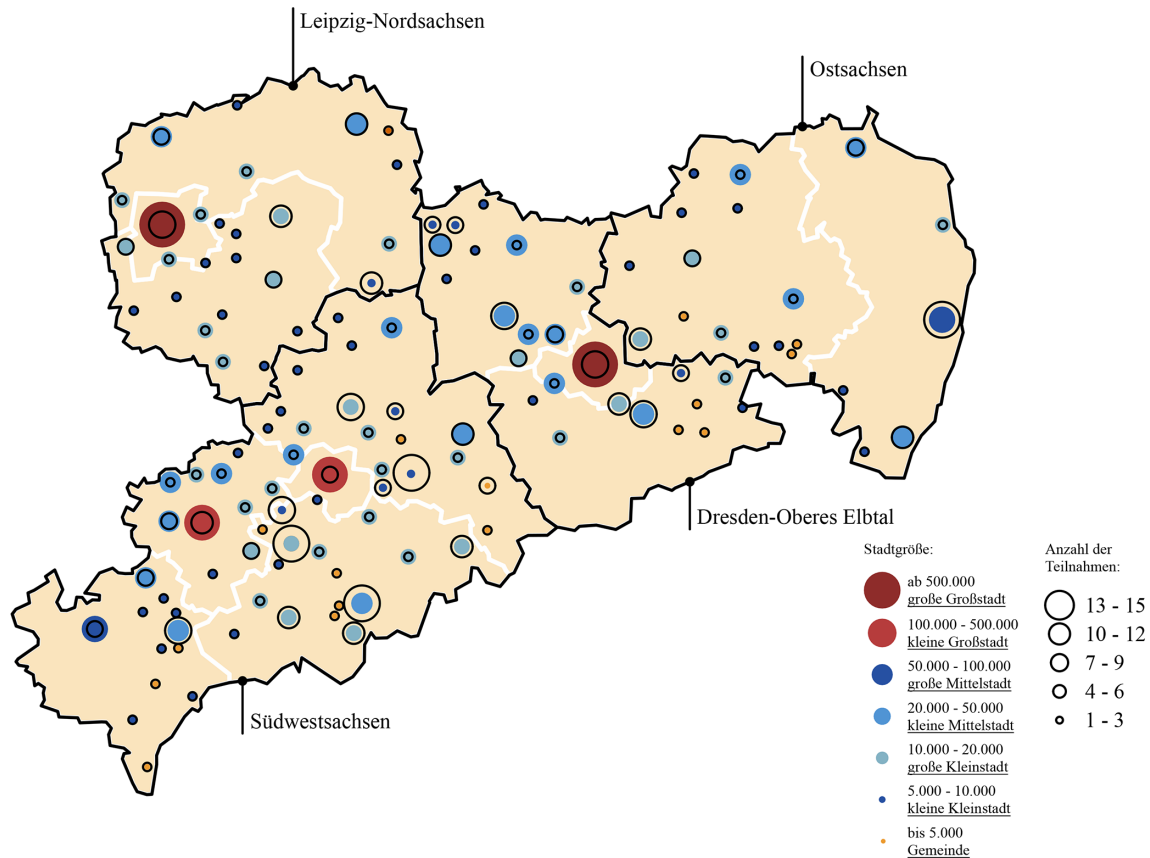 Leipzig-Nordsachsen
Ostsachsen
Dresden-Oberes Elbtal
Südwestsachsen
Stadtgröße:
ab 500.000
große Großstadt
100.000 - 500.000
kleine Großstadt
50.000 - 100.000
große Mittelstadt
20.000 - 50.000
kleine Mittelstadt
10.000 - 20.000
große Kleinstadt
5.000 - 10.000
kleine Kleinstadt
bis 5.000
Gemeinde
Anzahl der
Teilnahmen:
13 - 15
10 - 12
7 - 9
4 - 6
1 - 3